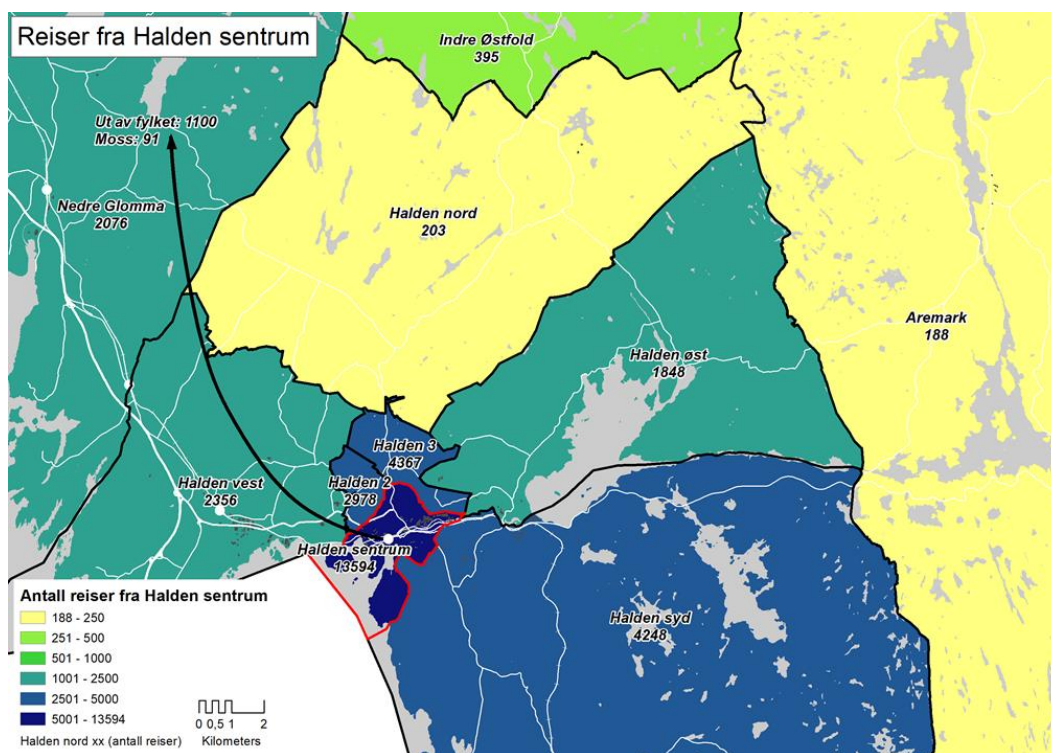 Reiser fra Halden sentrum
Indre Østfold
395
Ut av fylket: 1100
Moss: 91
Nedre Glomma
2076
Halden nord
203
Aremark
188
Halden øst
1848
Halden 3
4367
Halden 2
2978
Halden vest
2356
Halden sentrum
13594
Halden syd
4248
Antall reiser fra Halden sentrum
188 - 250
251 - 500
501 - 1000
1001 - 2500
2501 - 5000
5001 - 13594
0 0,5 1 2
Kilometers
Halden nord xx (antall reiser)